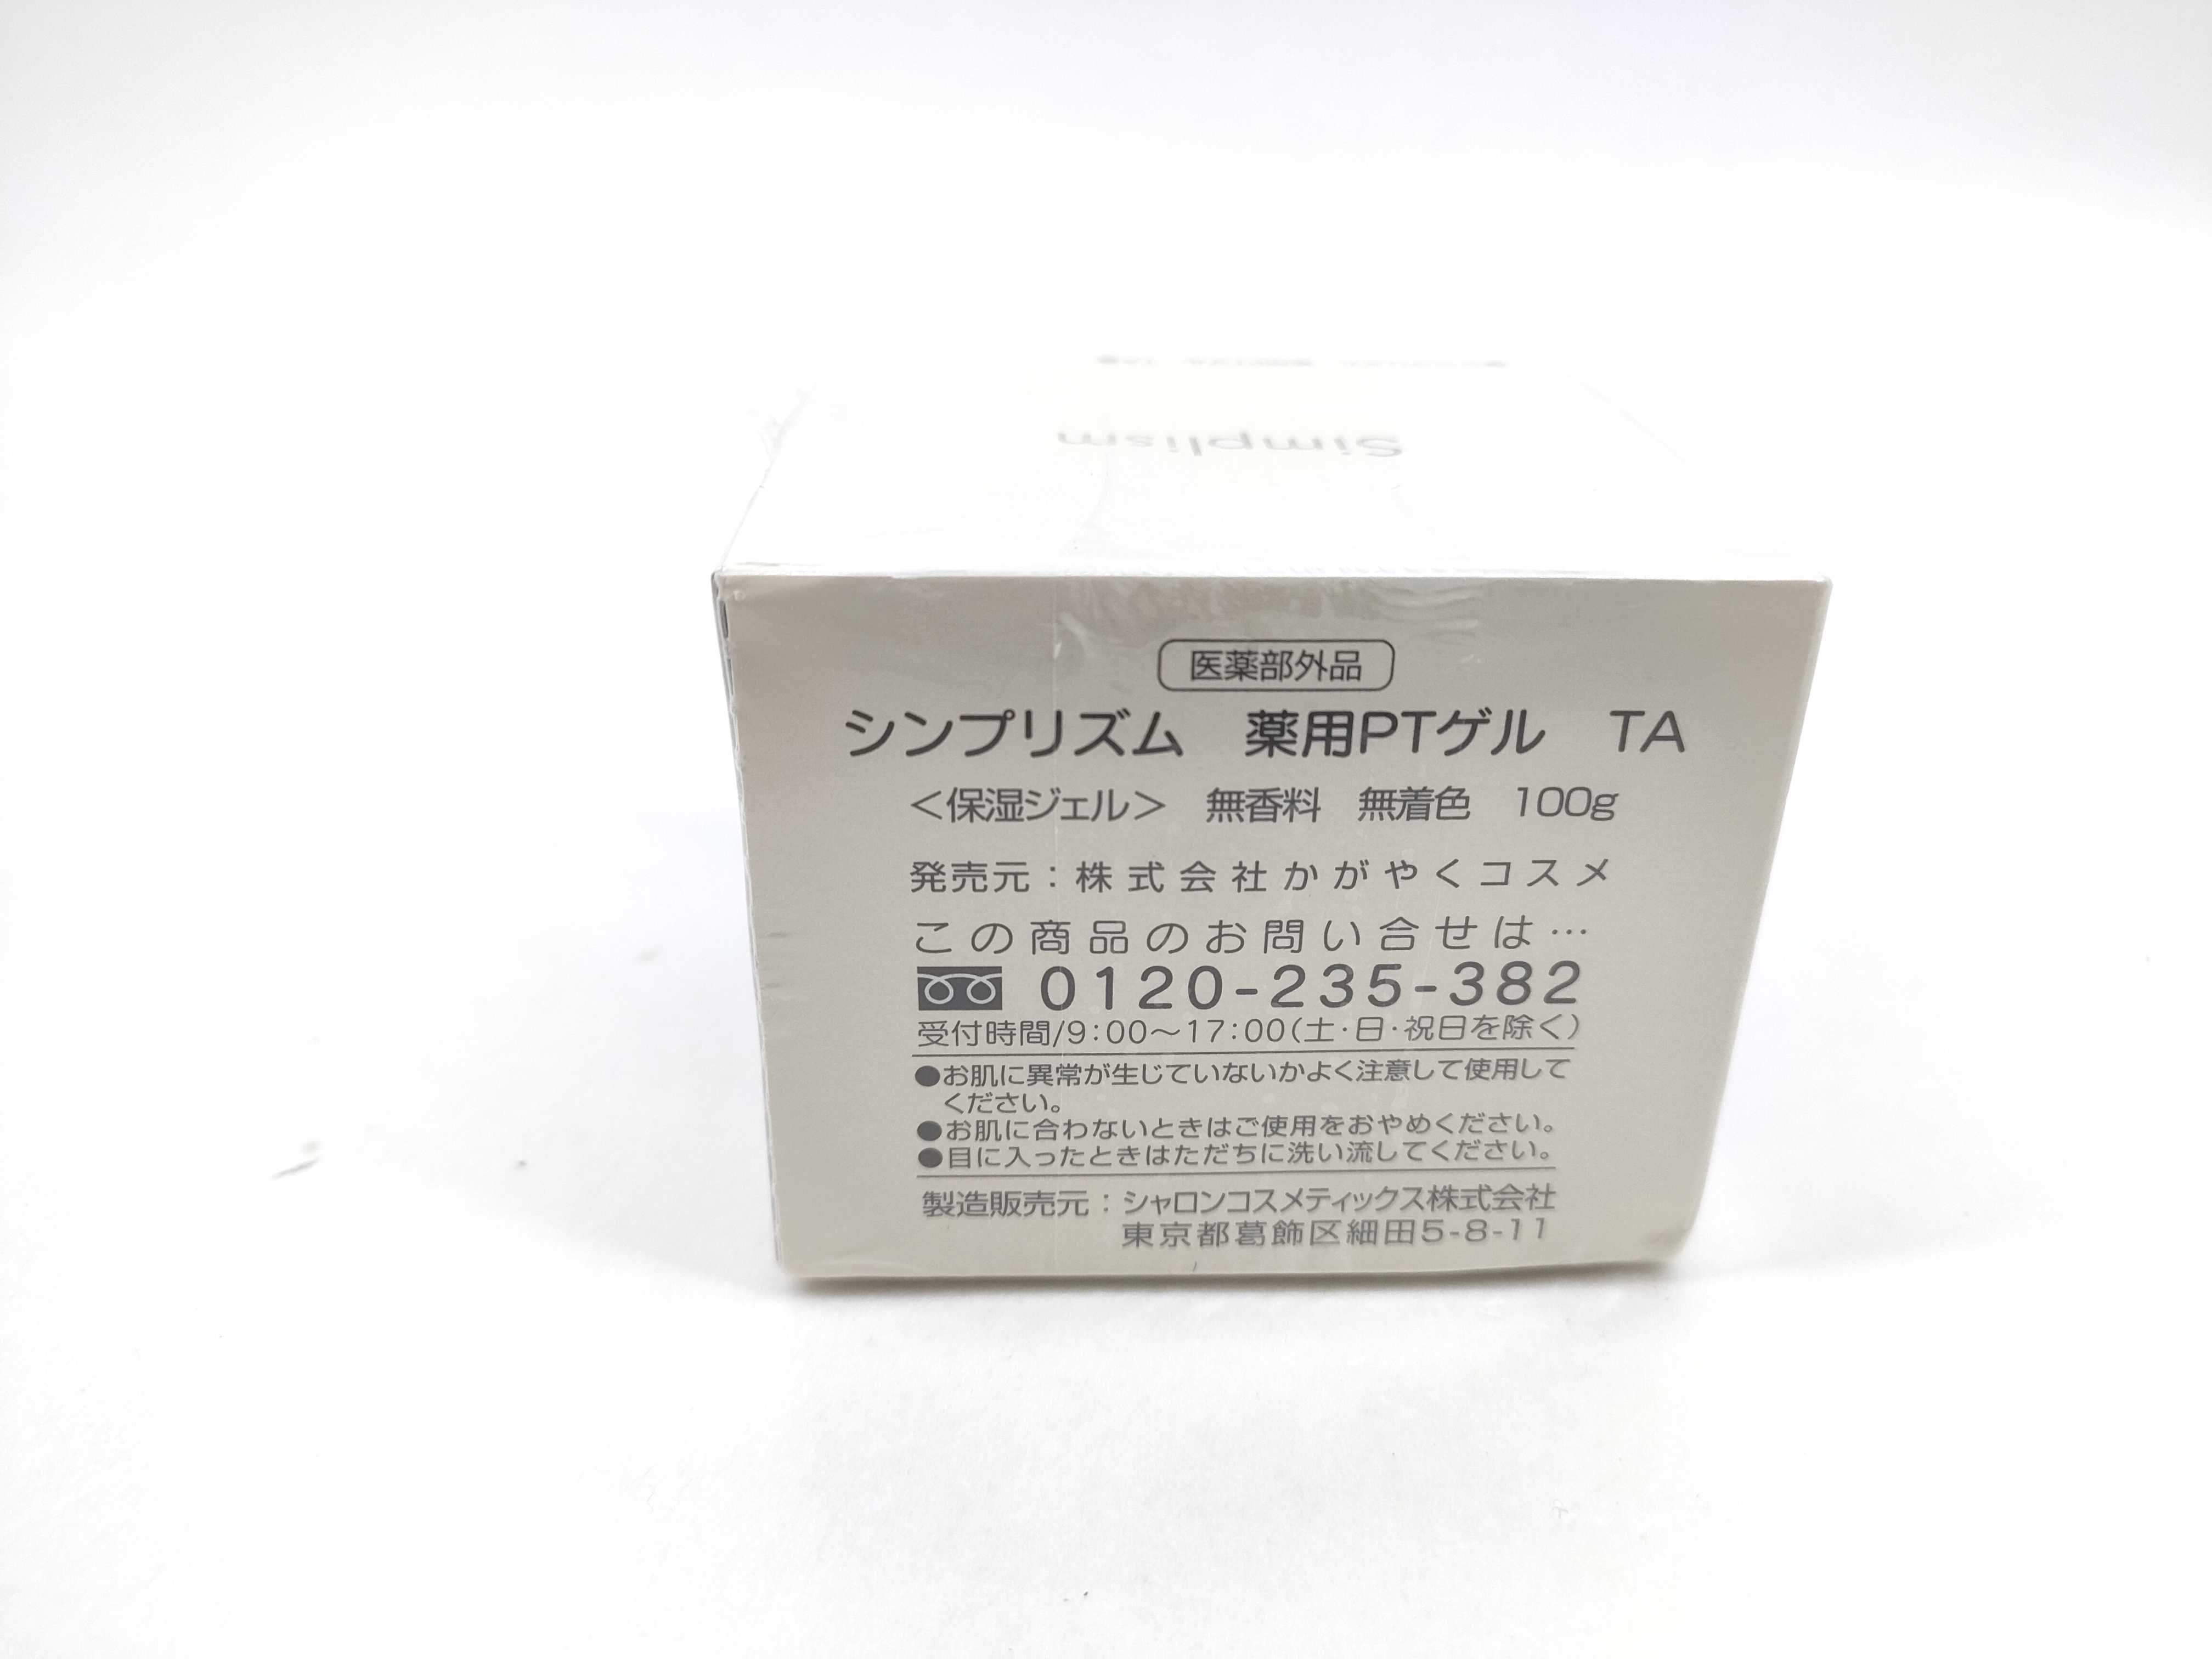 Simplism
医薬部外品
シンプリズム 薬用PTゲル TA
＜保湿ジェル＞ 無香料 無着色 100g
発売元：株式会社かがやくコスメ
この商品のお問い合せは…
0120-235-382
受付時間/9:00～17:00(土・日・祝日を除く)
●お肌に異常が生じていないかよく注意して使用して
ください。
●お肌に合わないときはご使用をおやめください。
●目に入ったときはただちに洗い流してください。
製造販売元：シャロンコスメティックス株式会社
東京都葛飾区細田5-8-11